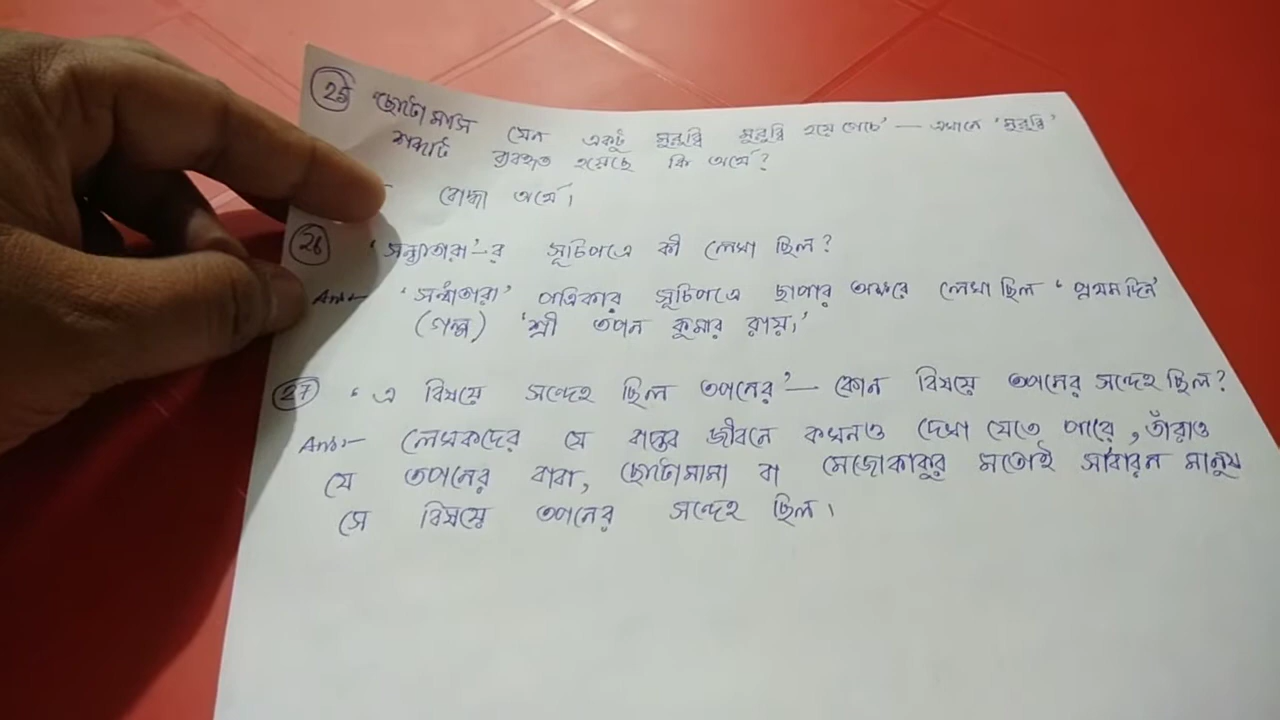 (25) 'ছোটো মাসি যেন একটু মুরুব্বি মুরুব্বি হয়ে গেছে' — এখানে 'মুরুব্বি'
শব্দটি ব্যবহৃত হয়েছে কি অর্থে?
বোদ্ধা অর্থে।
(26) 'সন্ধ্যাতারা'-র সূচিপত্রে কী লেখা ছিল?
Ans:- 'সন্ধ্যাতারা' পত্রিকার সূচিপত্রে ছাপার অক্ষরে লেখা ছিল 'প্রথম দিন'
(গল্প) 'শ্রী তপন কুমার রায়।'
(27) 'এ বিষয়ে সন্দেহ ছিল তপনের' — কোন বিষয়ে তপনের সন্দেহ ছিল?
Ans:- লেখকদের যে বাস্তব জীবনে কখনও দেখা যেতে পারে, তাঁরাও
যে তপনের বাবা, ছোটোমামা বা মেজোকাকুর মতোই সাধারন মানুষ
সে বিষয়ে তপনের সন্দেহ ছিল।